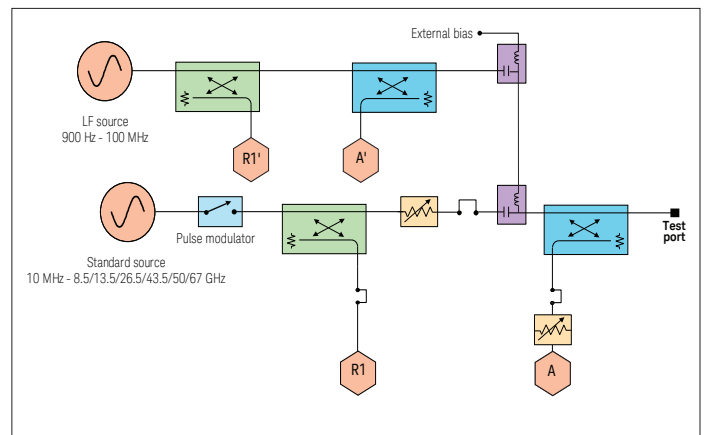 External bias
LF source
900 Hz - 100 MHz
R1'
A'
Pulse modulator
Standard source
10 MHz - 8.5/13.5/26.5/43.5/50/67 GHz
Test
port
R1
A